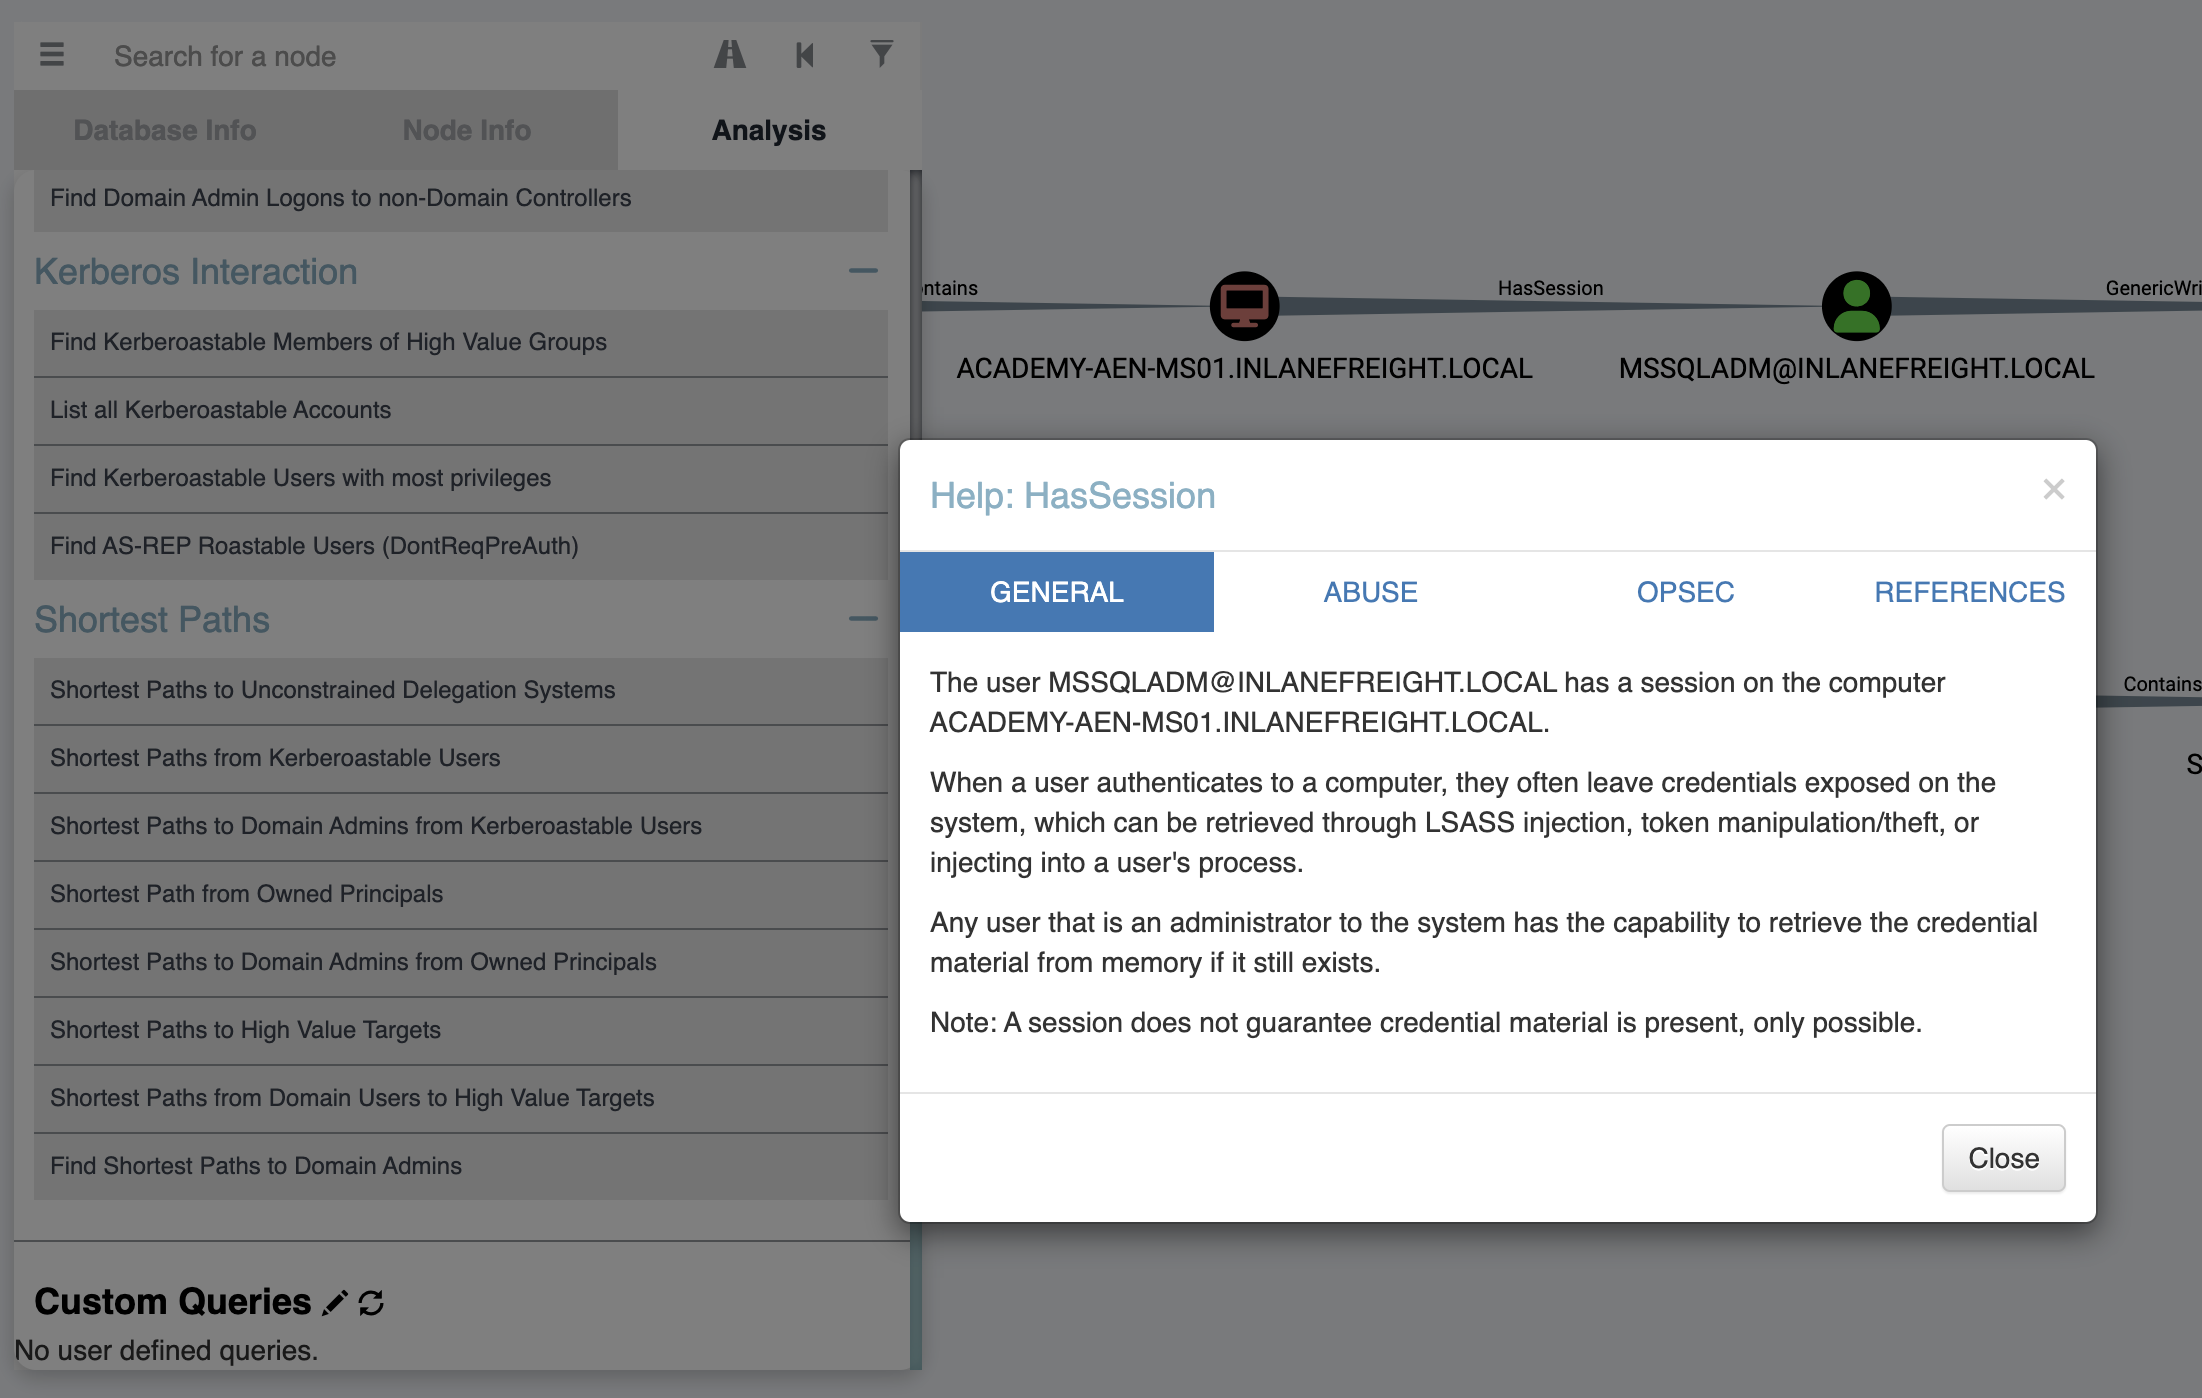 Search for a node
Database Info
Node Info
Analysis
Find Domain Admin Logons to non-Domain Controllers
Kerberos Interaction
Find Kerberoastable Members of High Value Groups
List all Kerberoastable Accounts
Find Kerberoastable Users with most privileges
Find AS-REP Roastable Users (DontReqPreAuth)
Shortest Paths
Shortest Paths to Unconstrained Delegation Systems
Shortest Paths from Kerberoastable Users
Shortest Paths to Domain Admins from Kerberoastable Users
Shortest Path from Owned Principals
Shortest Paths to Domain Admins from Owned Principals
Shortest Paths to High Value Targets
Shortest Paths from Domain Users to High Value Targets
Find Shortest Paths to Domain Admins
Custom Queries
No user defined queries.
ntains
HasSession
GenericWri
ACADEMY-AEN-MS01.INLANEFREIGHT.LOCAL
MSSQLADM@INLANEFREIGHT.LOCAL
Help: HasSession
×
GENERAL
ABUSE
OPSEC
REFERENCES
The user MSSQLADM@INLANEFREIGHT.LOCAL has a session on the computer
ACADEMY-AEN-MS01.INLANEFREIGHT.LOCAL.
When a user authenticates to a computer, they often leave credentials exposed on the
system, which can be retrieved through LSASS injection, token manipulation/theft, or
injecting into a user's process.
Any user that is an administrator to the system has the capability to retrieve the credential
material from memory if it still exists.
Note: A session does not guarantee credential material is present, only possible.
Close
Contains
S